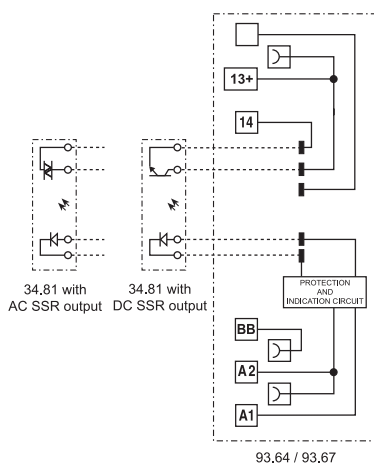 13+
14
34.81 with
AC SSR output
34.81 with
DC SSR output
PROTECTION
AND
INDICATION CIRCUIT
BB
A2
A1
93.64 / 93.67